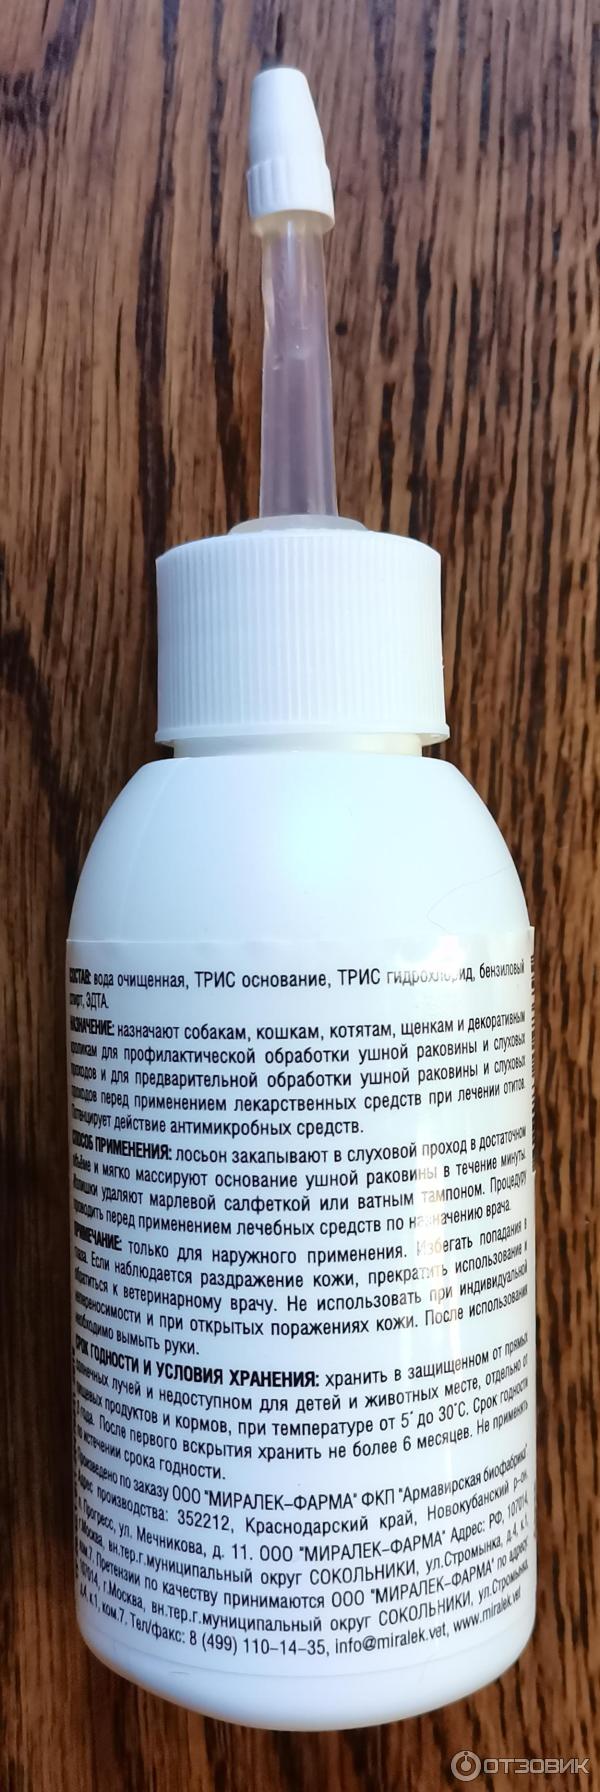 СОСТАВ: вода очищенная, ТРИС основание, ТРИС гидрохлорид, бензиловый
спирт, ЭДТА.
НАЗНАЧЕНИЕ: назначают собакам, кошкам, котятам, щенкам и декоративным
кроликам для профилактической обработки ушной раковины и слуховых
проходов и для предварительной обработки ушной раковины и слуховых
проходов перед применением лекарственных средств при лечении отитов.
Потенцирует действие антимикробных средств.
СПОСОБ ПРИМЕНЕНИЯ: лосьон закапывают в слуховой проход в достаточном
объёме и мягко массируют основание ушной раковины в течение минуты.
Излишки удаляют марлевой салфеткой или ватным тампоном. Процедуру
проводить перед применением лечебных средств по назначению врача.
ПРИМЕЧАНИЕ: только для наружного применения. Избегать попадания в
глаза. Если наблюдается раздражение кожи, прекратить использование и
обратиться к ветеринарному врачу. Не использовать при индивидуальной
непереносимости и при открытых поражениях кожи. После использования
необходимо вымыть руки.
СРОК ГОДНОСТИ И УСЛОВИЯ ХРАНЕНИЯ: хранить в защищенном от прямых
солнечных лучей и недоступном для детей и животных месте, отдельно от
пищевых продуктов и кормов, при температуре от 5˚ до 30˚С. Срок годности
года. После первого вскрытия хранить не более 6 месяцев. Не применять
по истечении срока годности.
Произведено по заказу ООО "МИРАЛЕК–ФАРМА" ФКП "Армавирская биофабрика"
Адрес производства: 352212, Краснодарский край, Новокубанский р–он,
п. Прогресс, ул. Мечникова, д. 11. ООО "МИРАЛЕК–ФАРМА" Адрес: РФ, 107014,
г.Москва, вн.тер.г.муниципальный округ СОКОЛЬНИКИ, ул.Стромынка, д.4, к.1,
ком.7. Претензии по качеству принимаются ООО "МИРАЛЕК–ФАРМА" по адресу:
107014, г.Москва, вн.тер.г.муниципальный округ СОКОЛЬНИКИ, ул.Стромынка,
д.4, к.1, ком.7. Тел/факс: 8 (499) 110–14–35, info@miralek.vet, www.miralek.vet
ОТЗОВИК